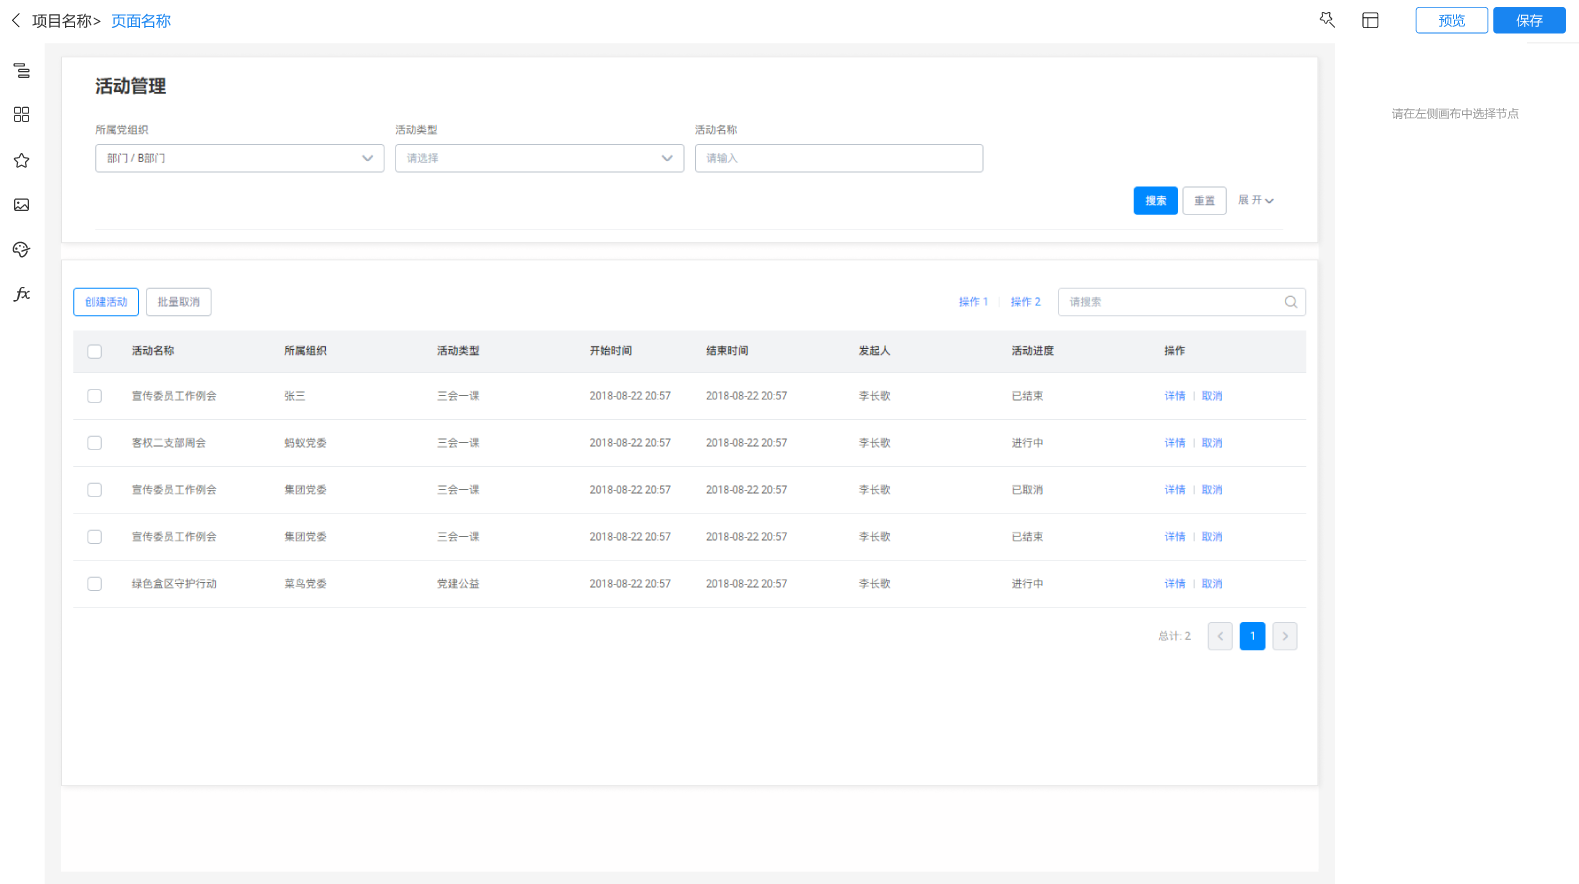 项目名称> 页面名称
预览 保存
活动管理
请在左侧画布中选择节点
所属党组织 活动类型 活动名称
部门 / B部门 请选择 请输入
搜索 重置 展开
创建活动 批量取消 操作 1 操作 2 请搜索
活动名称 所属组织 活动类型 开始时间 结束时间 发起人 活动进度 操作
宣传委员工作例会 张三 三会一课 2018-08-22 20:57 2018-08-22 20:57 李长歌 已结束 详情 | 取消
客权二支部周会 蚂蚁党委 三会一课 2018-08-22 20:57 2018-08-22 20:57 李长歌 进行中 详情 | 取消
宣传委员工作例会 集团党委 三会一课 2018-08-22 20:57 2018-08-22 20:57 李长歌 已取消 详情 | 取消
宣传委员工作例会 集团党委 三会一课 2018-08-22 20:57 2018-08-22 20:57 李长歌 已结束 详情 | 取消
绿色盒区守护行动 菜鸟党委 党建公益 2018-08-22 20:57 2018-08-22 20:57 李长歌 进行中 详情 | 取消
总计: 2 1